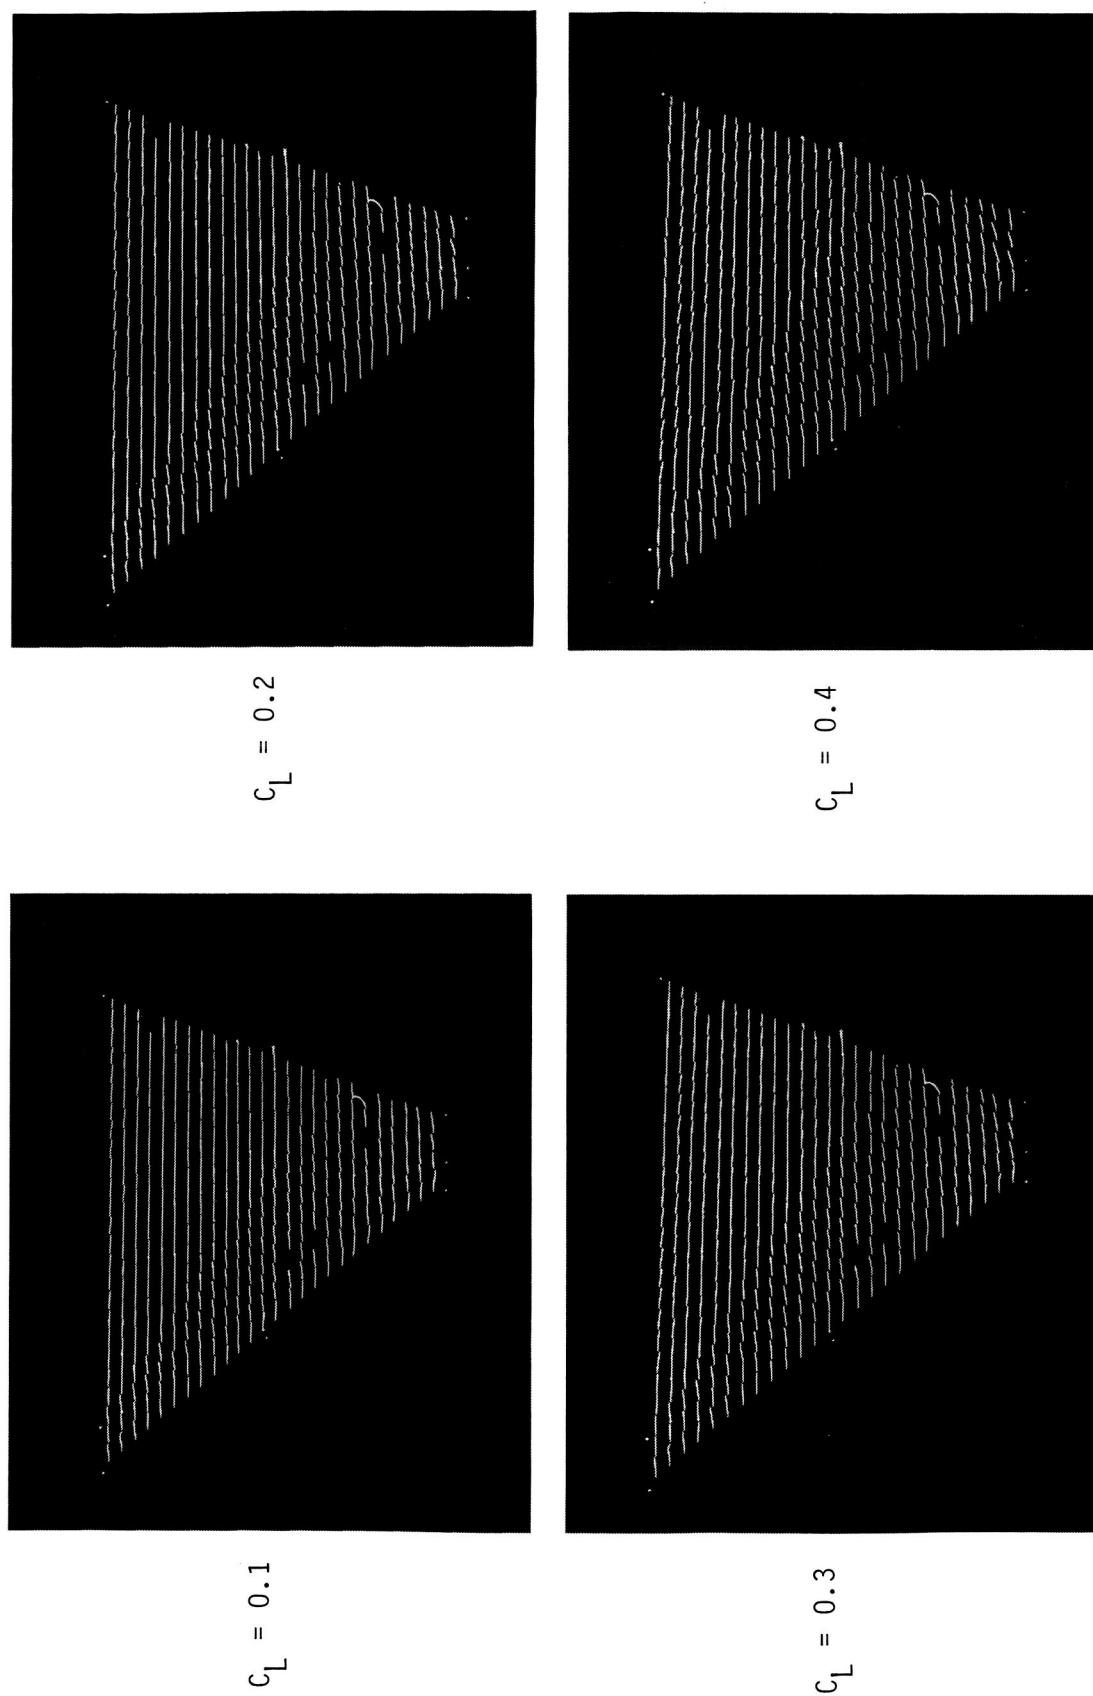 C_L = 0.1
C_L = 0.2
C_L = 0.3
C_L = 0.4